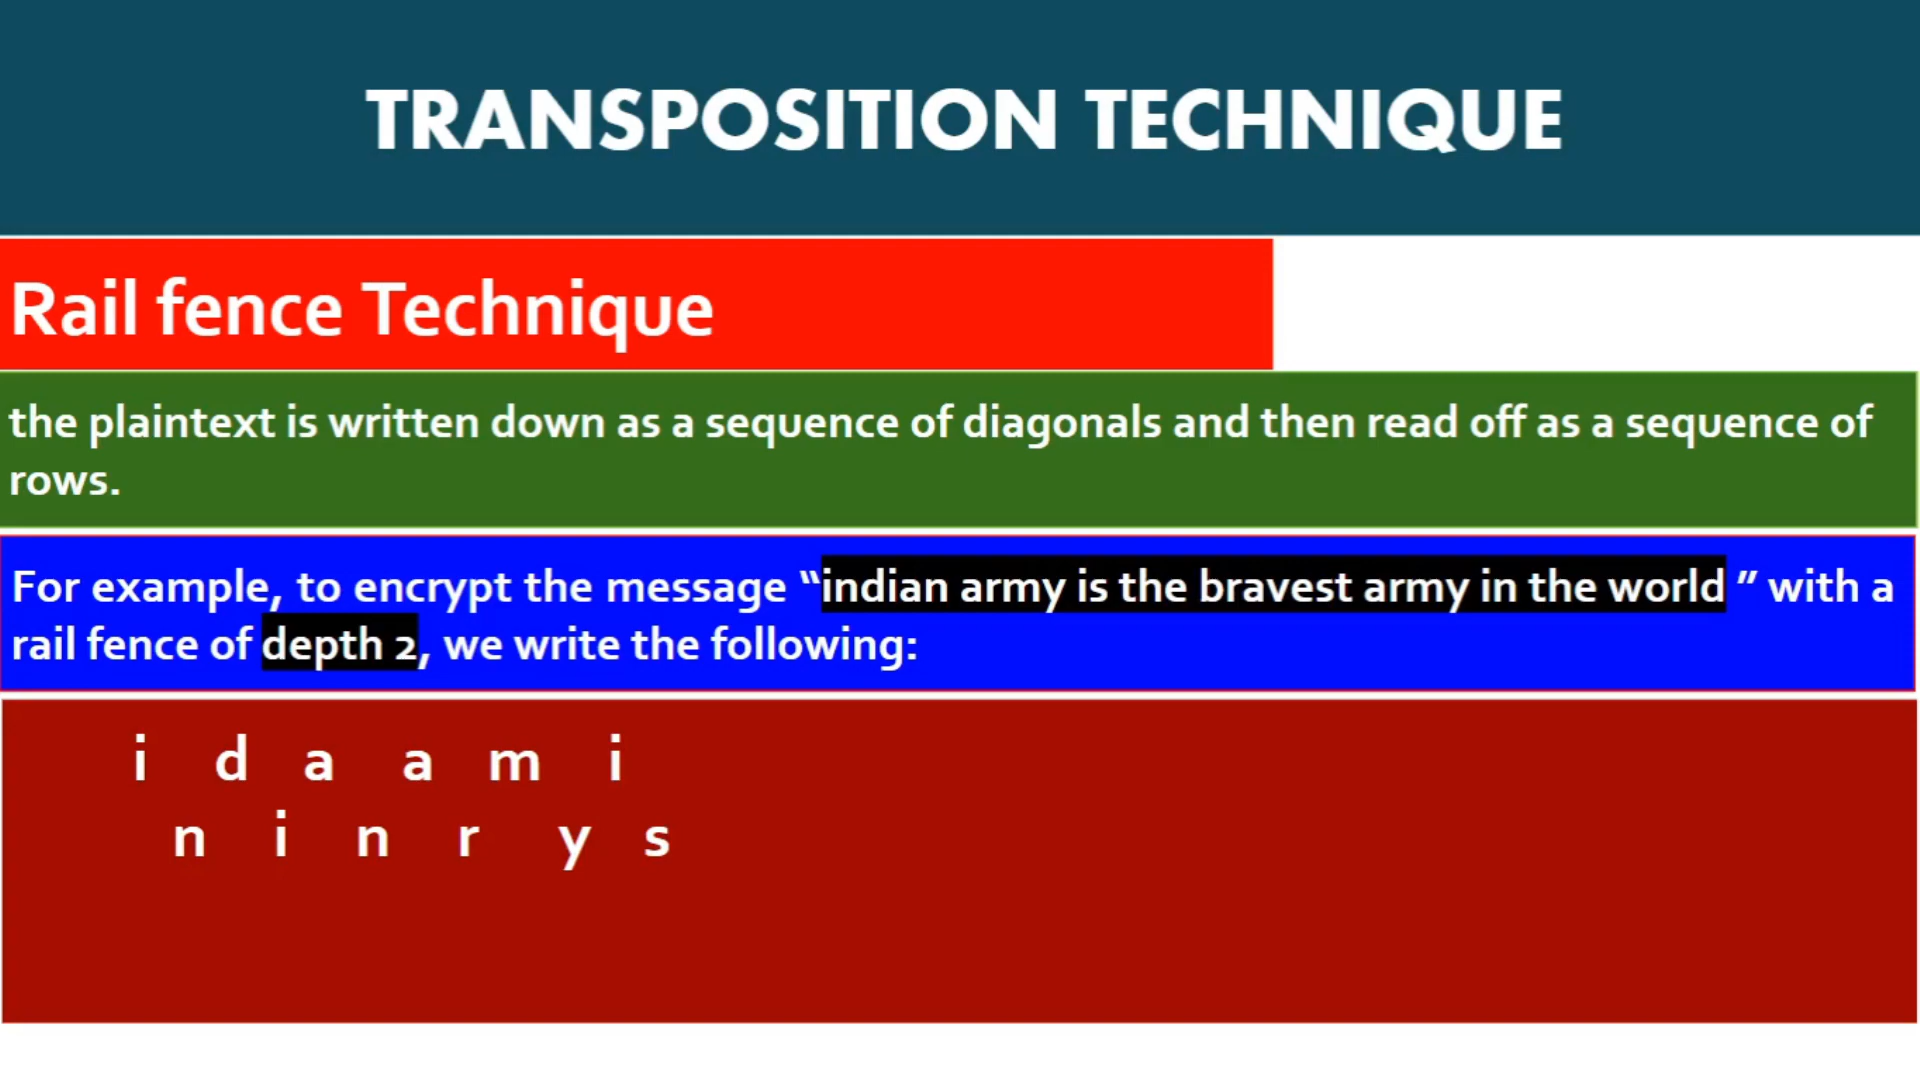 TRANSPOSITION TECHNIQUE
Rail fence Technique
the plaintext is written down as a sequence of diagonals and then read off as a sequence of
rows.
For example, to encrypt the message “indian army is the bravest army in the world ” with a
rail fence of depth 2, we write the following:
i d a a m i
n i n r y s